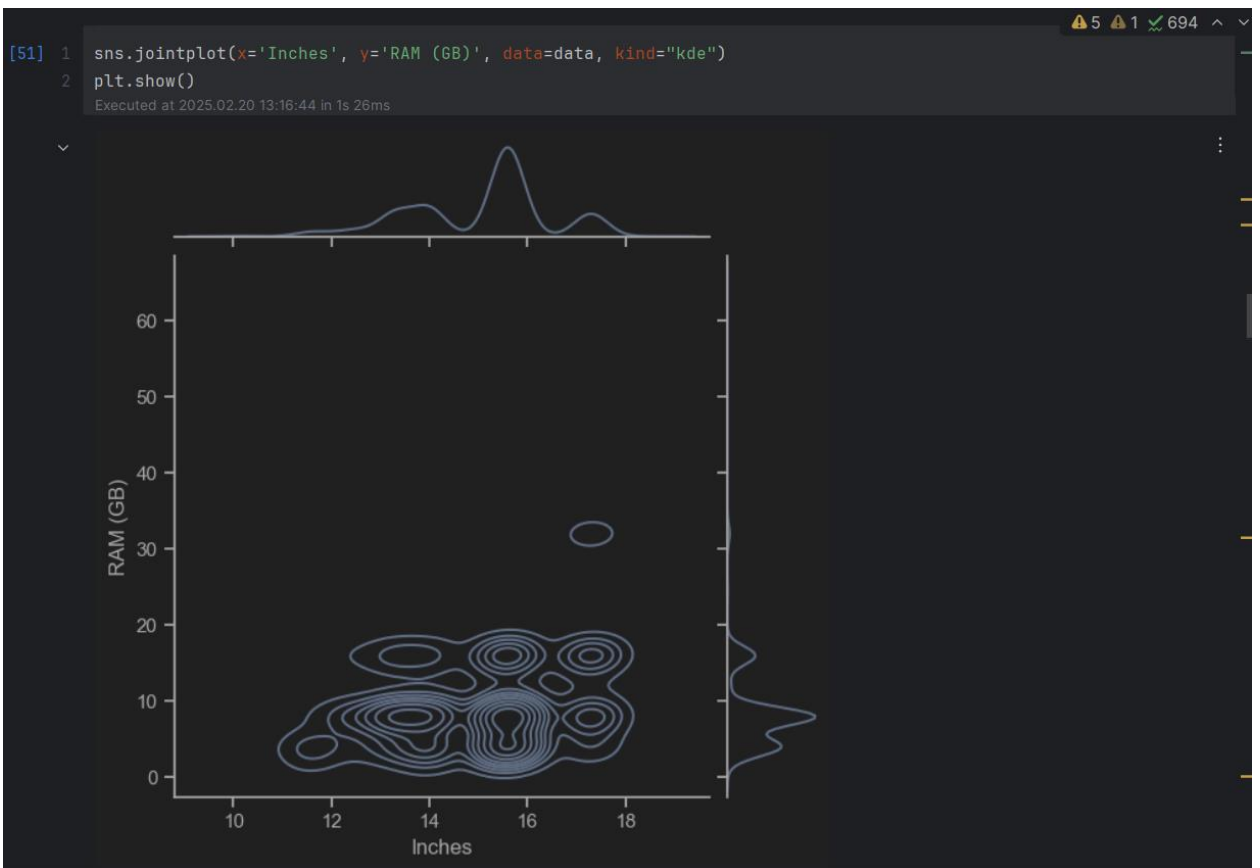 5 1 694
[51] 1 sns.jointplot(x='Inches', y='RAM (GB)', data=data, kind="kde")
2 plt.show()
Executed at 2025.02.20 13:16:44 in 1s 26ms
60
50
40
30
20
10
0
RAM (GB)
10 12 14 16 18
Inches